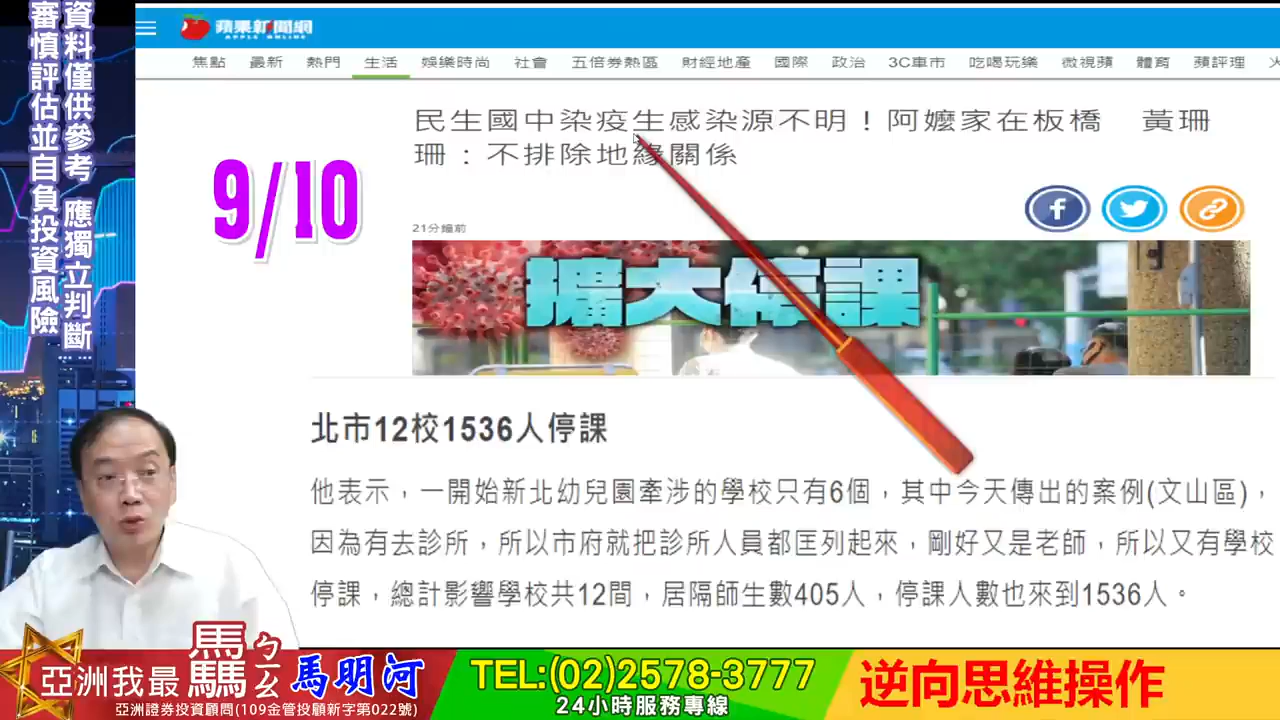 資料僅供參考 應獨立判斷
審慎評估並自負投資風險
蘋果新聞網
APPLE ONLINE
焦點 最新 熱門 生活 娛樂時尚 社會 五倍券熱區 財經地產 國際 政治 3C車市 吃喝玩樂 微視蘋 體育 蘋評理 火
民生國中染疫生感染源不明!阿嬤家在板橋 黃珊
珊:不排除地緣關係
9/10
21分鐘前
擴大停課
北市12校1536人停課
他表示,一開始新北幼兒園牽涉的學校只有6個,其中今天傳出的案例(文山區),
因為有去診所,所以市府就把診所人員都匡列起來,剛好又是老師,所以又有學校
停課,總計影響學校共12間,居隔師生數405人,停課人數也來到1536人。
亞洲我最驫ㄅㄧㄠ 馬明河
亞洲證券投資顧問(109金管投顧新字第022號)
TEL:(02)2578-3777
24小時服務專線
逆向思維操作